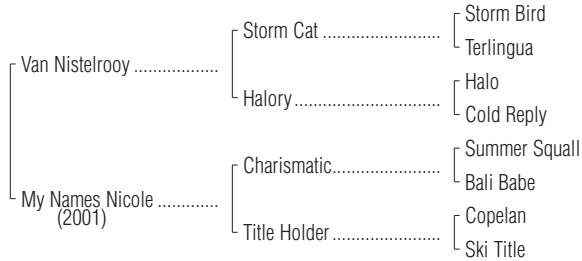 Storm Bird
Storm Cat ........................
Terlingua
Van Nistelrooy .................
Halo
Halory ..............................
Cold Reply
Summer Squall
Charismatic......................
Bali Babe
My Names Nicole ............
(2001)
Copelan
Title Holder ......................
Ski Title